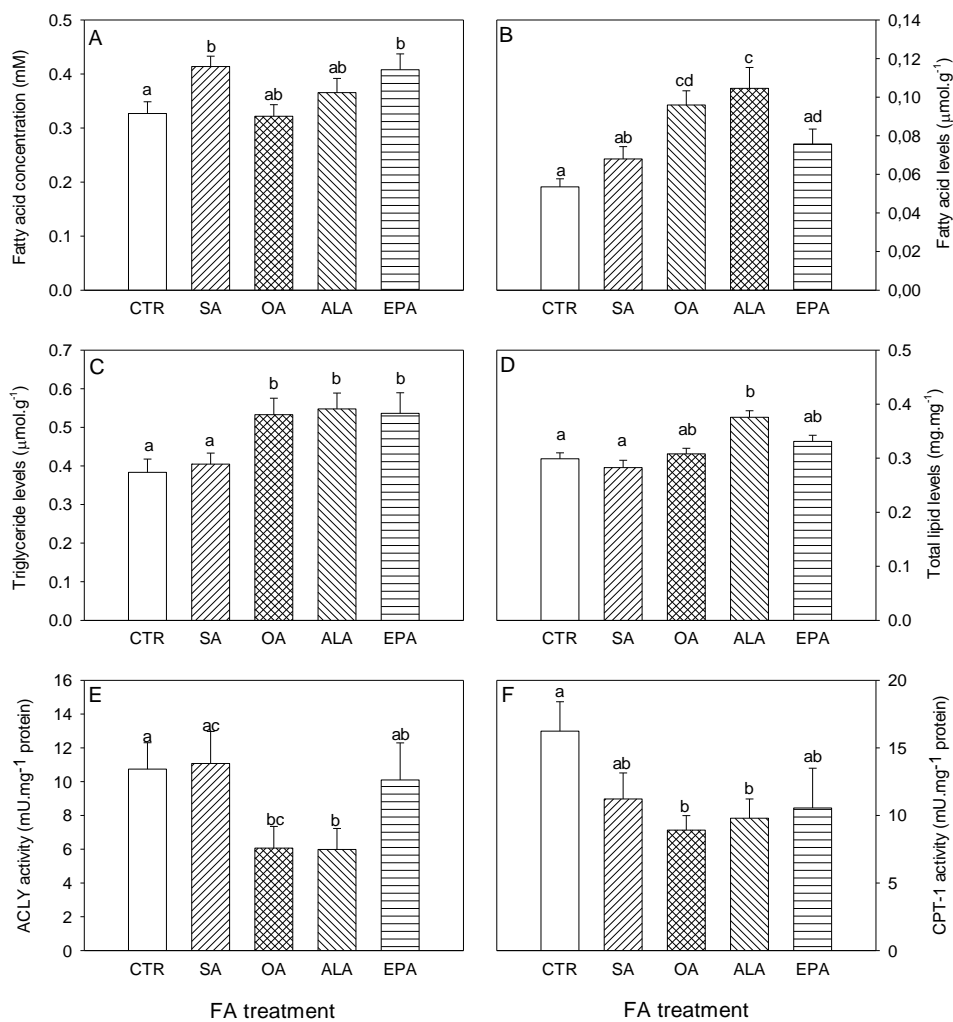 A
Fatty acid concentration (mM)
0.5
0.4
0.3
0.2
0.1
0.0
a
b
ab
ab
b
CTR SA OA ALA EPA
B
Fatty acid levels (μmol.g-1)
0,14
0,12
0,10
0,08
0,06
0,04
0,02
0,00
a
ab
cd
c
ad
CTR SA OA ALA EPA
C
Triglyceride levels (μmol.g-1)
0.7
0.6
0.5
0.4
0.3
0.2
0.1
0.0
a
a
b
b
b
CTR SA OA ALA EPA
D
Total lipid levels (mg.mg-1)
0.5
0.4
0.3
0.2
0.1
0.0
a
a
ab
b
ab
CTR SA OA ALA EPA
E
ACLY activity (mU.mg-1 protein)
16
14
12
10
8
6
4
2
0
a
ac
bc
b
ab
CTR SA OA ALA EPA
FA treatment
F
CPT-1 activity (mU.mg-1 protein)
20
15
10
5
0
a
ab
b
b
ab
CTR SA OA ALA EPA
FA treatment